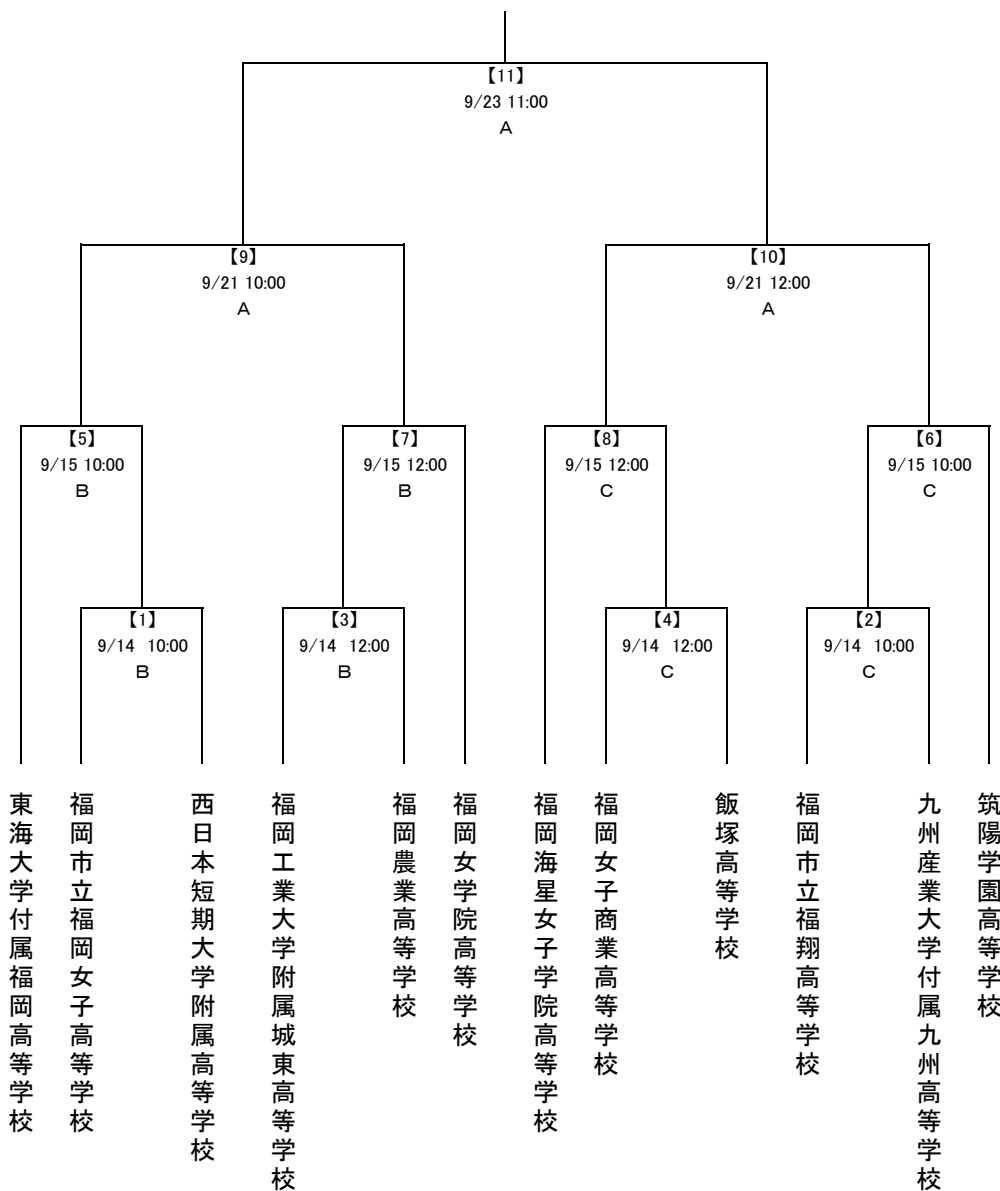 【11】
9/23 11:00
A
【9】
9/21 10:00
A
【10】
9/21 12:00
A
【5】
9/15 10:00
B
【7】
9/15 12:00
B
【8】
9/15 12:00
C
【6】
9/15 10:00
C
【1】
9/14 10:00
B
【3】
9/14 12:00
B
【4】
9/14 12:00
C
【2】
9/14 10:00
C
東海大学付属福岡高等学校
福岡市立福岡女子高等学校
西日本短期大学附属高等学校
福岡工業大学附属城東高等学校
福岡農業高等学校
福岡女学院高等学校
福岡海星女子学院高等学校
福岡女子商業高等学校
飯塚高等学校
福岡市立福翔高等学校
九州産業大学付属九州高等学校
筑陽学園高等学校